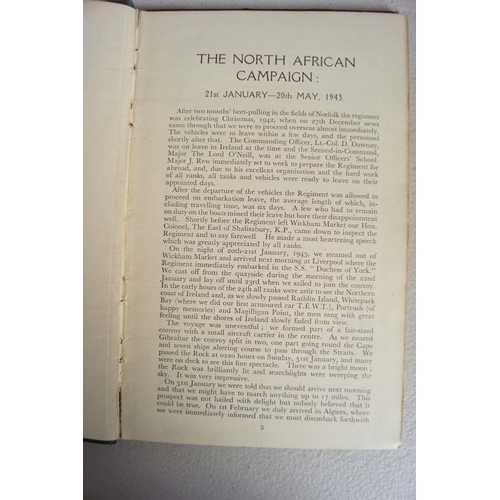 THE NORTH AFRICAN
CAMPAIGN:
21st JANUARY—20th MAY, 1943.
After two months' beet-pulling in the fields of Norfolk the regiment
was celebrating Christmas, 1942, when on 27th December news
came through that we were to proceed overseas almost immediately.
The vehicles were to leave within a few days, and the personnel
shortly after that. The Commanding Officer, Lt.-Col. D. Dawnay,
was on leave in Ireland at the time and the Second-in-Command,
Major The Lord O'Neill, was at the Senior Officers' School.
Major J. Rew immediately set to work to prepare the Regiment for
abroad, and, due to his excellent organisation and the hard work
of all ranks, all tanks and vehicles were ready to leave on their
appointed days.
After the departure of the vehicles the Regiment was allowed to
proceed on embarkation leave, the average length of which, in-
cluding travelling time, was six days. A few who had to remain
on duty on the boats missed their leave but bore their disappointment
well. Shortly before the Regiment left Wickham Market our Hon.
Colonel, The Earl of Shaftesbury, K.P., came down to inspect the
Regiment and to say farewell. He made a most heartening speech
which was greatly appreciated by all ranks.
On the night of 20th-21st January, 1943, we steamed out of
Wickham Market and arrived next morning at Liverpool where the
Regiment immediately embarked in the S.S. "Duchess of York."
We cast off from the quayside during the morning of the 22nd
January and lay off until 23rd when we sailed to join the convoy.
In the early hours of the 24th all ranks were astir to see the Northern
coast of Ireland and, as we slowly passed Rathlin Island, Whitepark
Bay (where we did our first armoured car T.E.W.T.), Portrush (of
happy memories) and Magilligan Point, the men sang with great
feeling until the shores of Ireland slowly faded from view.
The voyage was uneventful; we formed part of a fair-sized
convoy with a small aircraft carrier in the centre. As we neared
Gibraltar the convoy split in two, one part going round the Cape
and seven ships altering course to pass through the Straits. We
passed the Rock at 0220 hours on Sunday, 31st January, and many
were on deck to see this fine spectacle. There was a bright moon;
the Rock was brilliantly lit and searchlights were sweeping the
sky. It was very impressive.
On 31st January we were told that we should arrive next morning
and that we might have to march anything up to 17 miles. This
prospect was not hailed with delight but nobody believed that it
could be true. On 1st February we duly arrived in Algiers, where
we were immediately informed that we must disembark forthwith
3